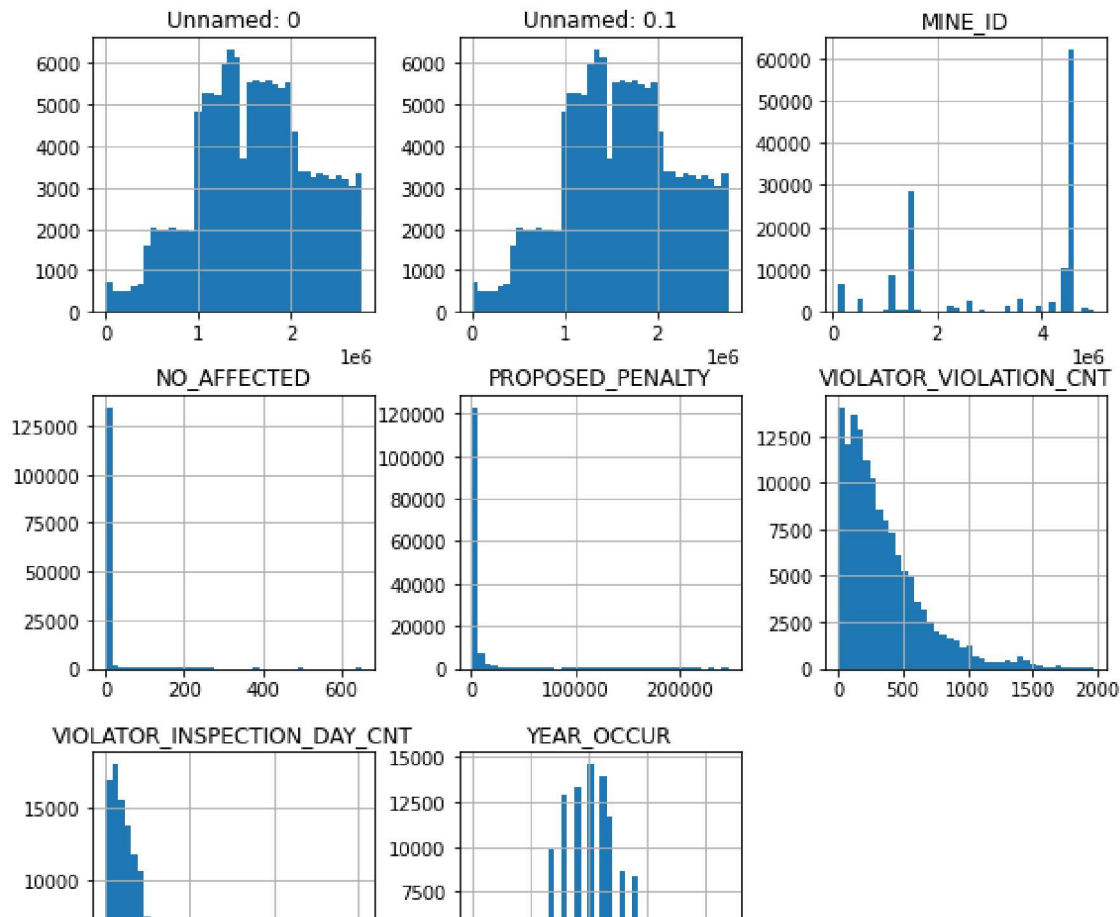 Unnamed: 0
6000
5000
4000
3000
2000
1000
0
0 1 2
1e6
Unnamed: 0.1
6000
5000
4000
3000
2000
1000
0
0 1 2
1e6
MINE_ID
60000
50000
40000
30000
20000
10000
0
0 2 4
1e6
NO_AFFECTED
125000
100000
75000
50000
25000
0
0 200 400 600
PROPOSED_PENALTY
120000
100000
80000
60000
40000
20000
0
0 100000 200000
VIOLATOR_VIOLATION_CNT
12500
10000
7500
5000
2500
0
0 500 1000 1500 2000
VIOLATOR_INSPECTION_DAY_CNT
15000
10000
YEAR_OCCUR
15000
12500
10000
7500